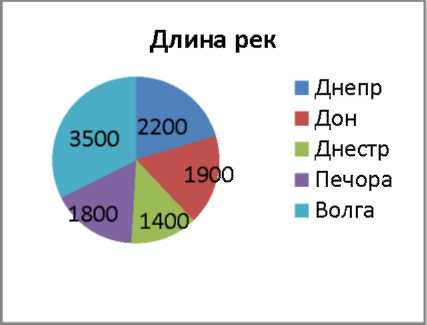 Длина рек
2200
1900
1400
1800
3500
Днепр
Дон
Днестр
Печора
Волга